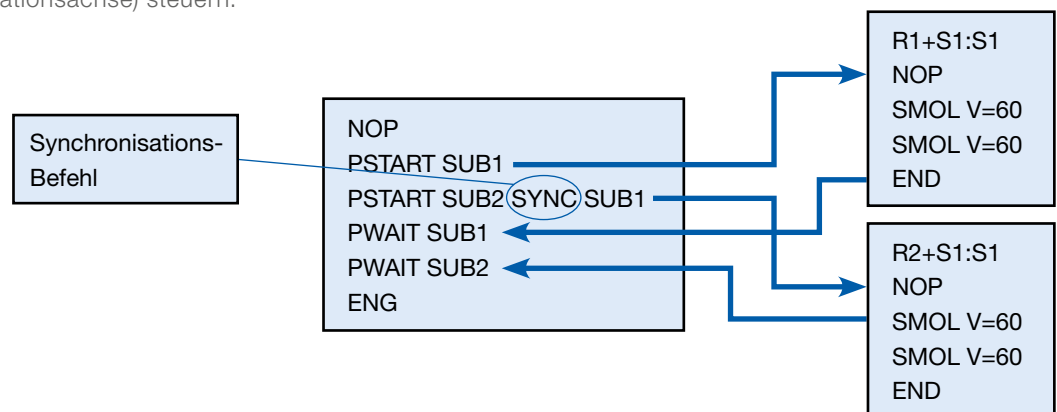 ationsachse) steuern.
Synchronisations-
Befehl
NOP
PSTART SUB1
PSTART SUB2 SYNC SUB1
PWAIT SUB1
PWAIT SUB2
ENG
R1+S1:S1
NOP
SMOL V=60
SMOL V=60
END
R2+S1:S1
NOP
SMOL V=60
SMOL V=60
END